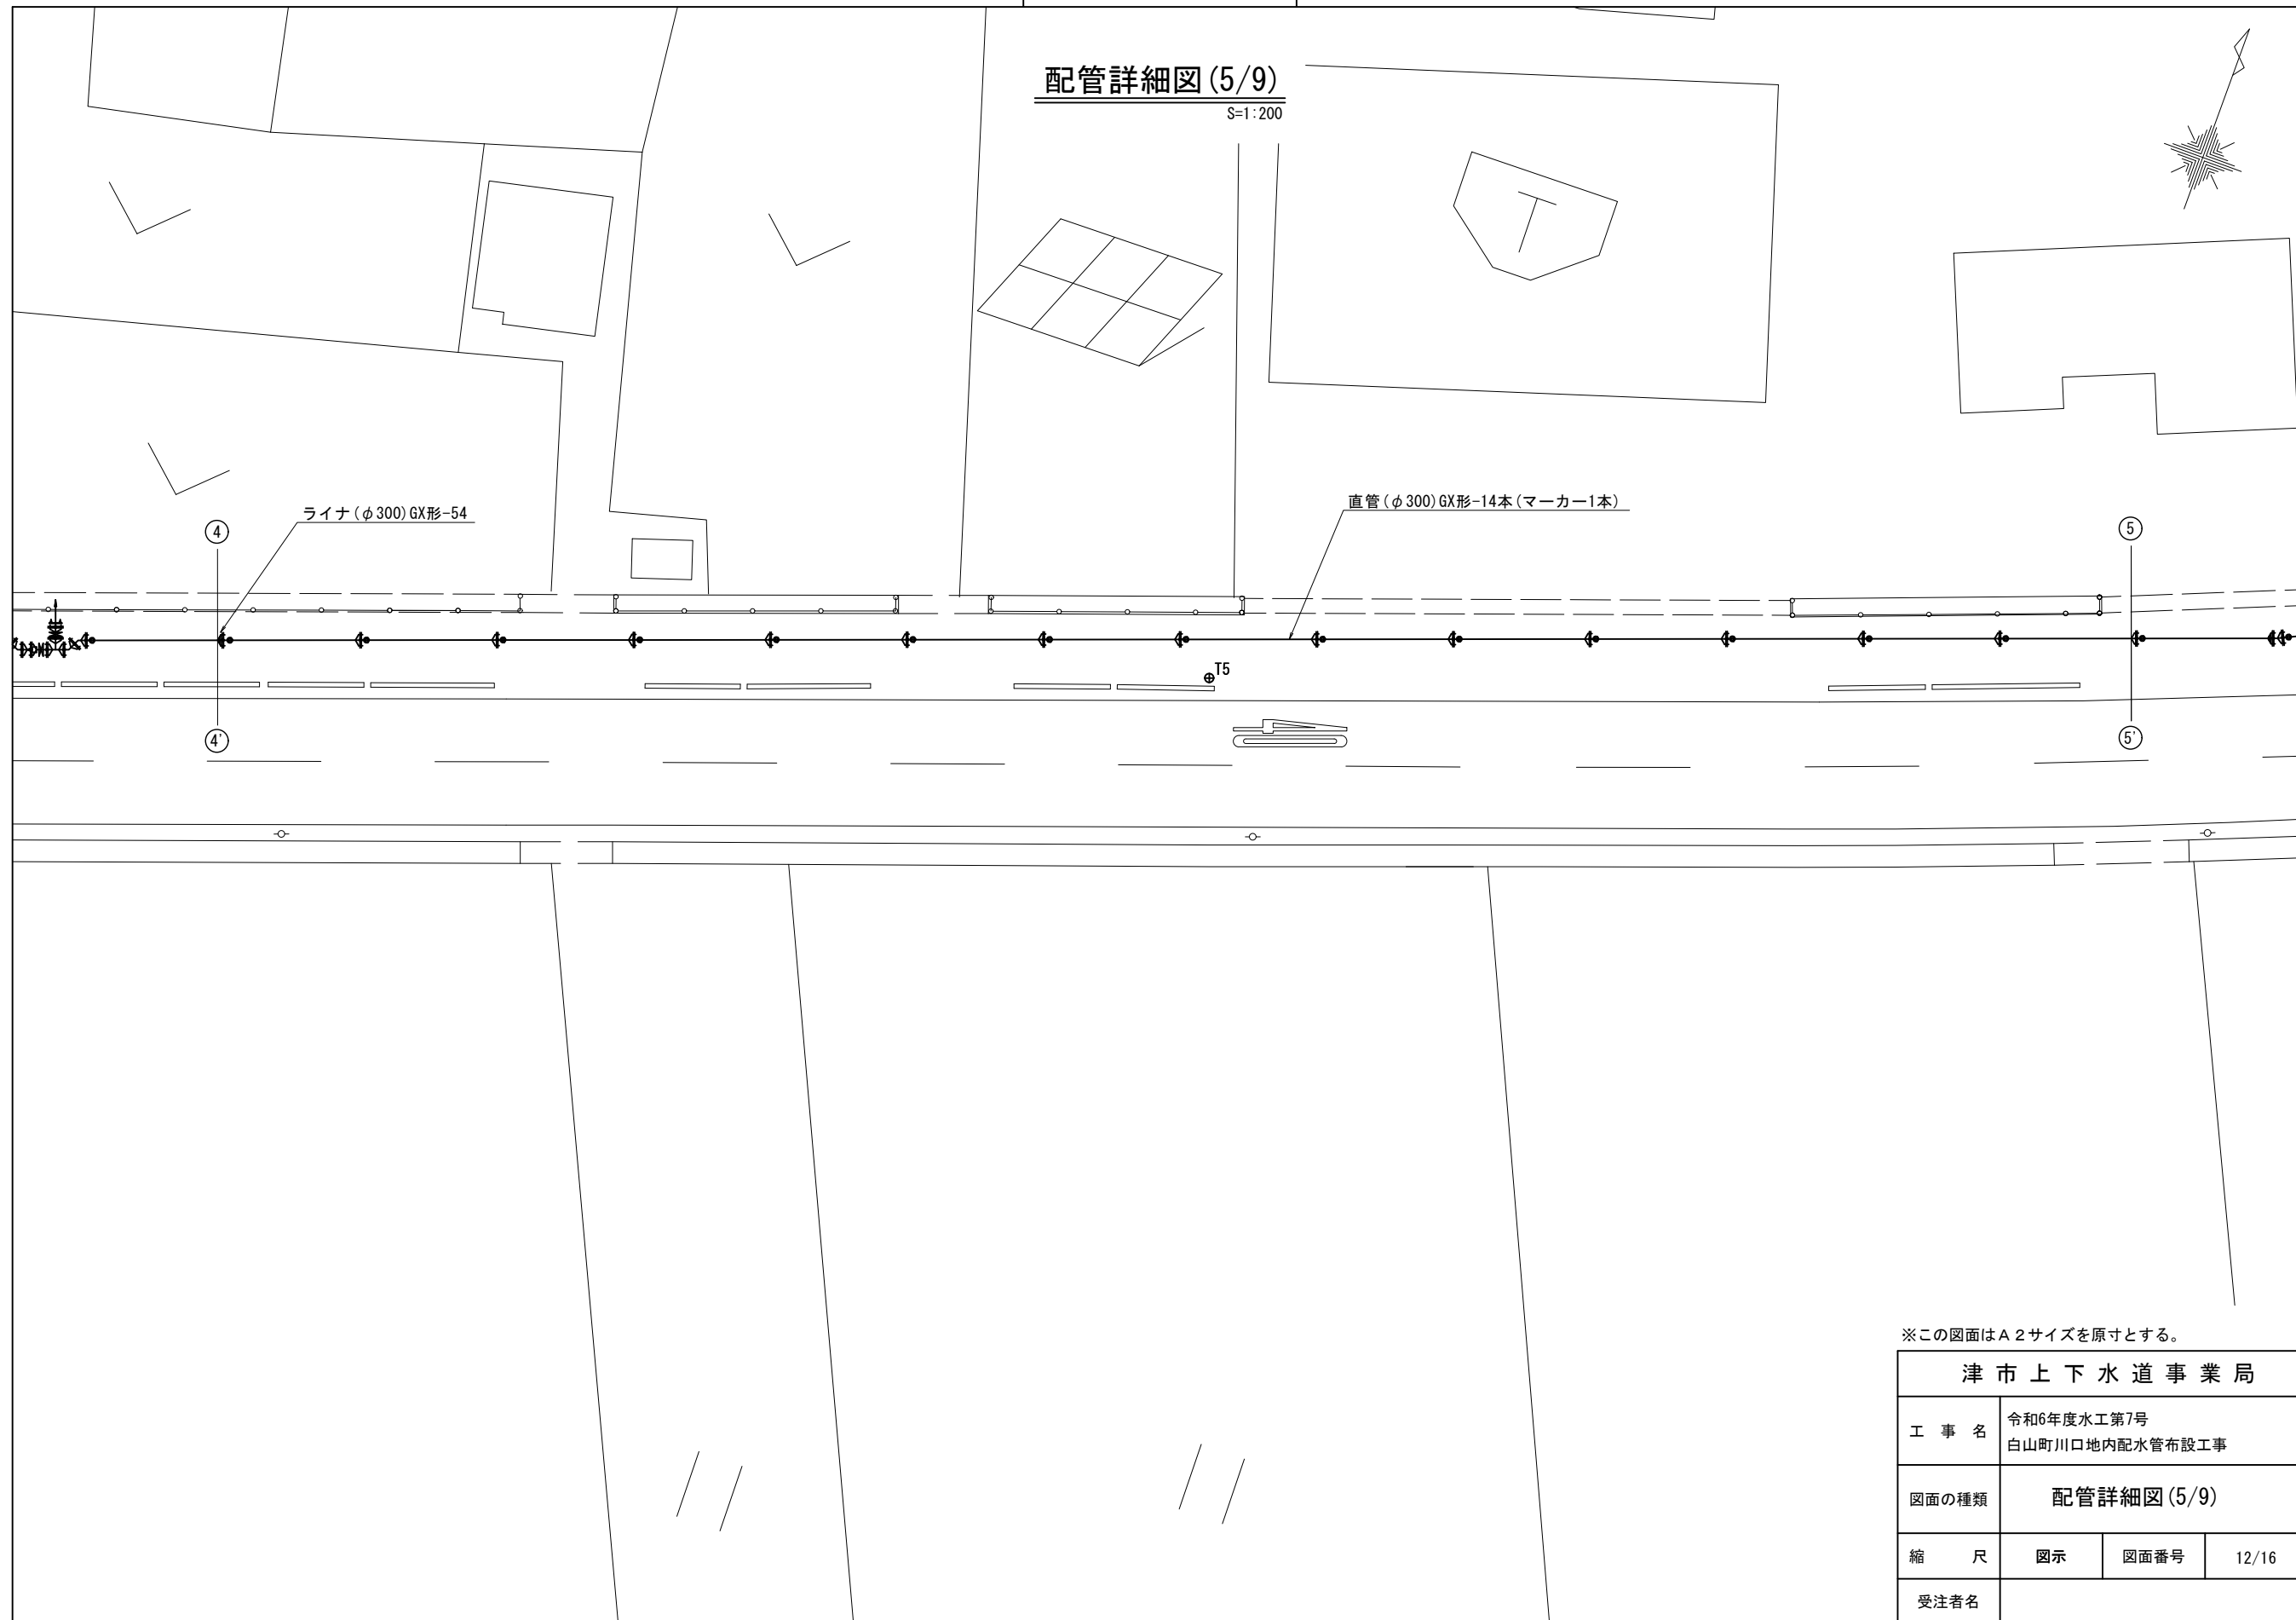 配管詳細図(5/9)
S=1:200
ライナ(φ300)GX形-54
直管(φ300)GX形-14本(マーカー1本)
4
5
T5
4'
5'
※この図面はA2サイズを原寸とする。
津市上下水道事業局
工事名
令和6年度水工第7号
白山町川口地内配水管布設工事
図面の種類
配管詳細図(5/9)
縮尺
図示
図面番号
12/16
受注者名